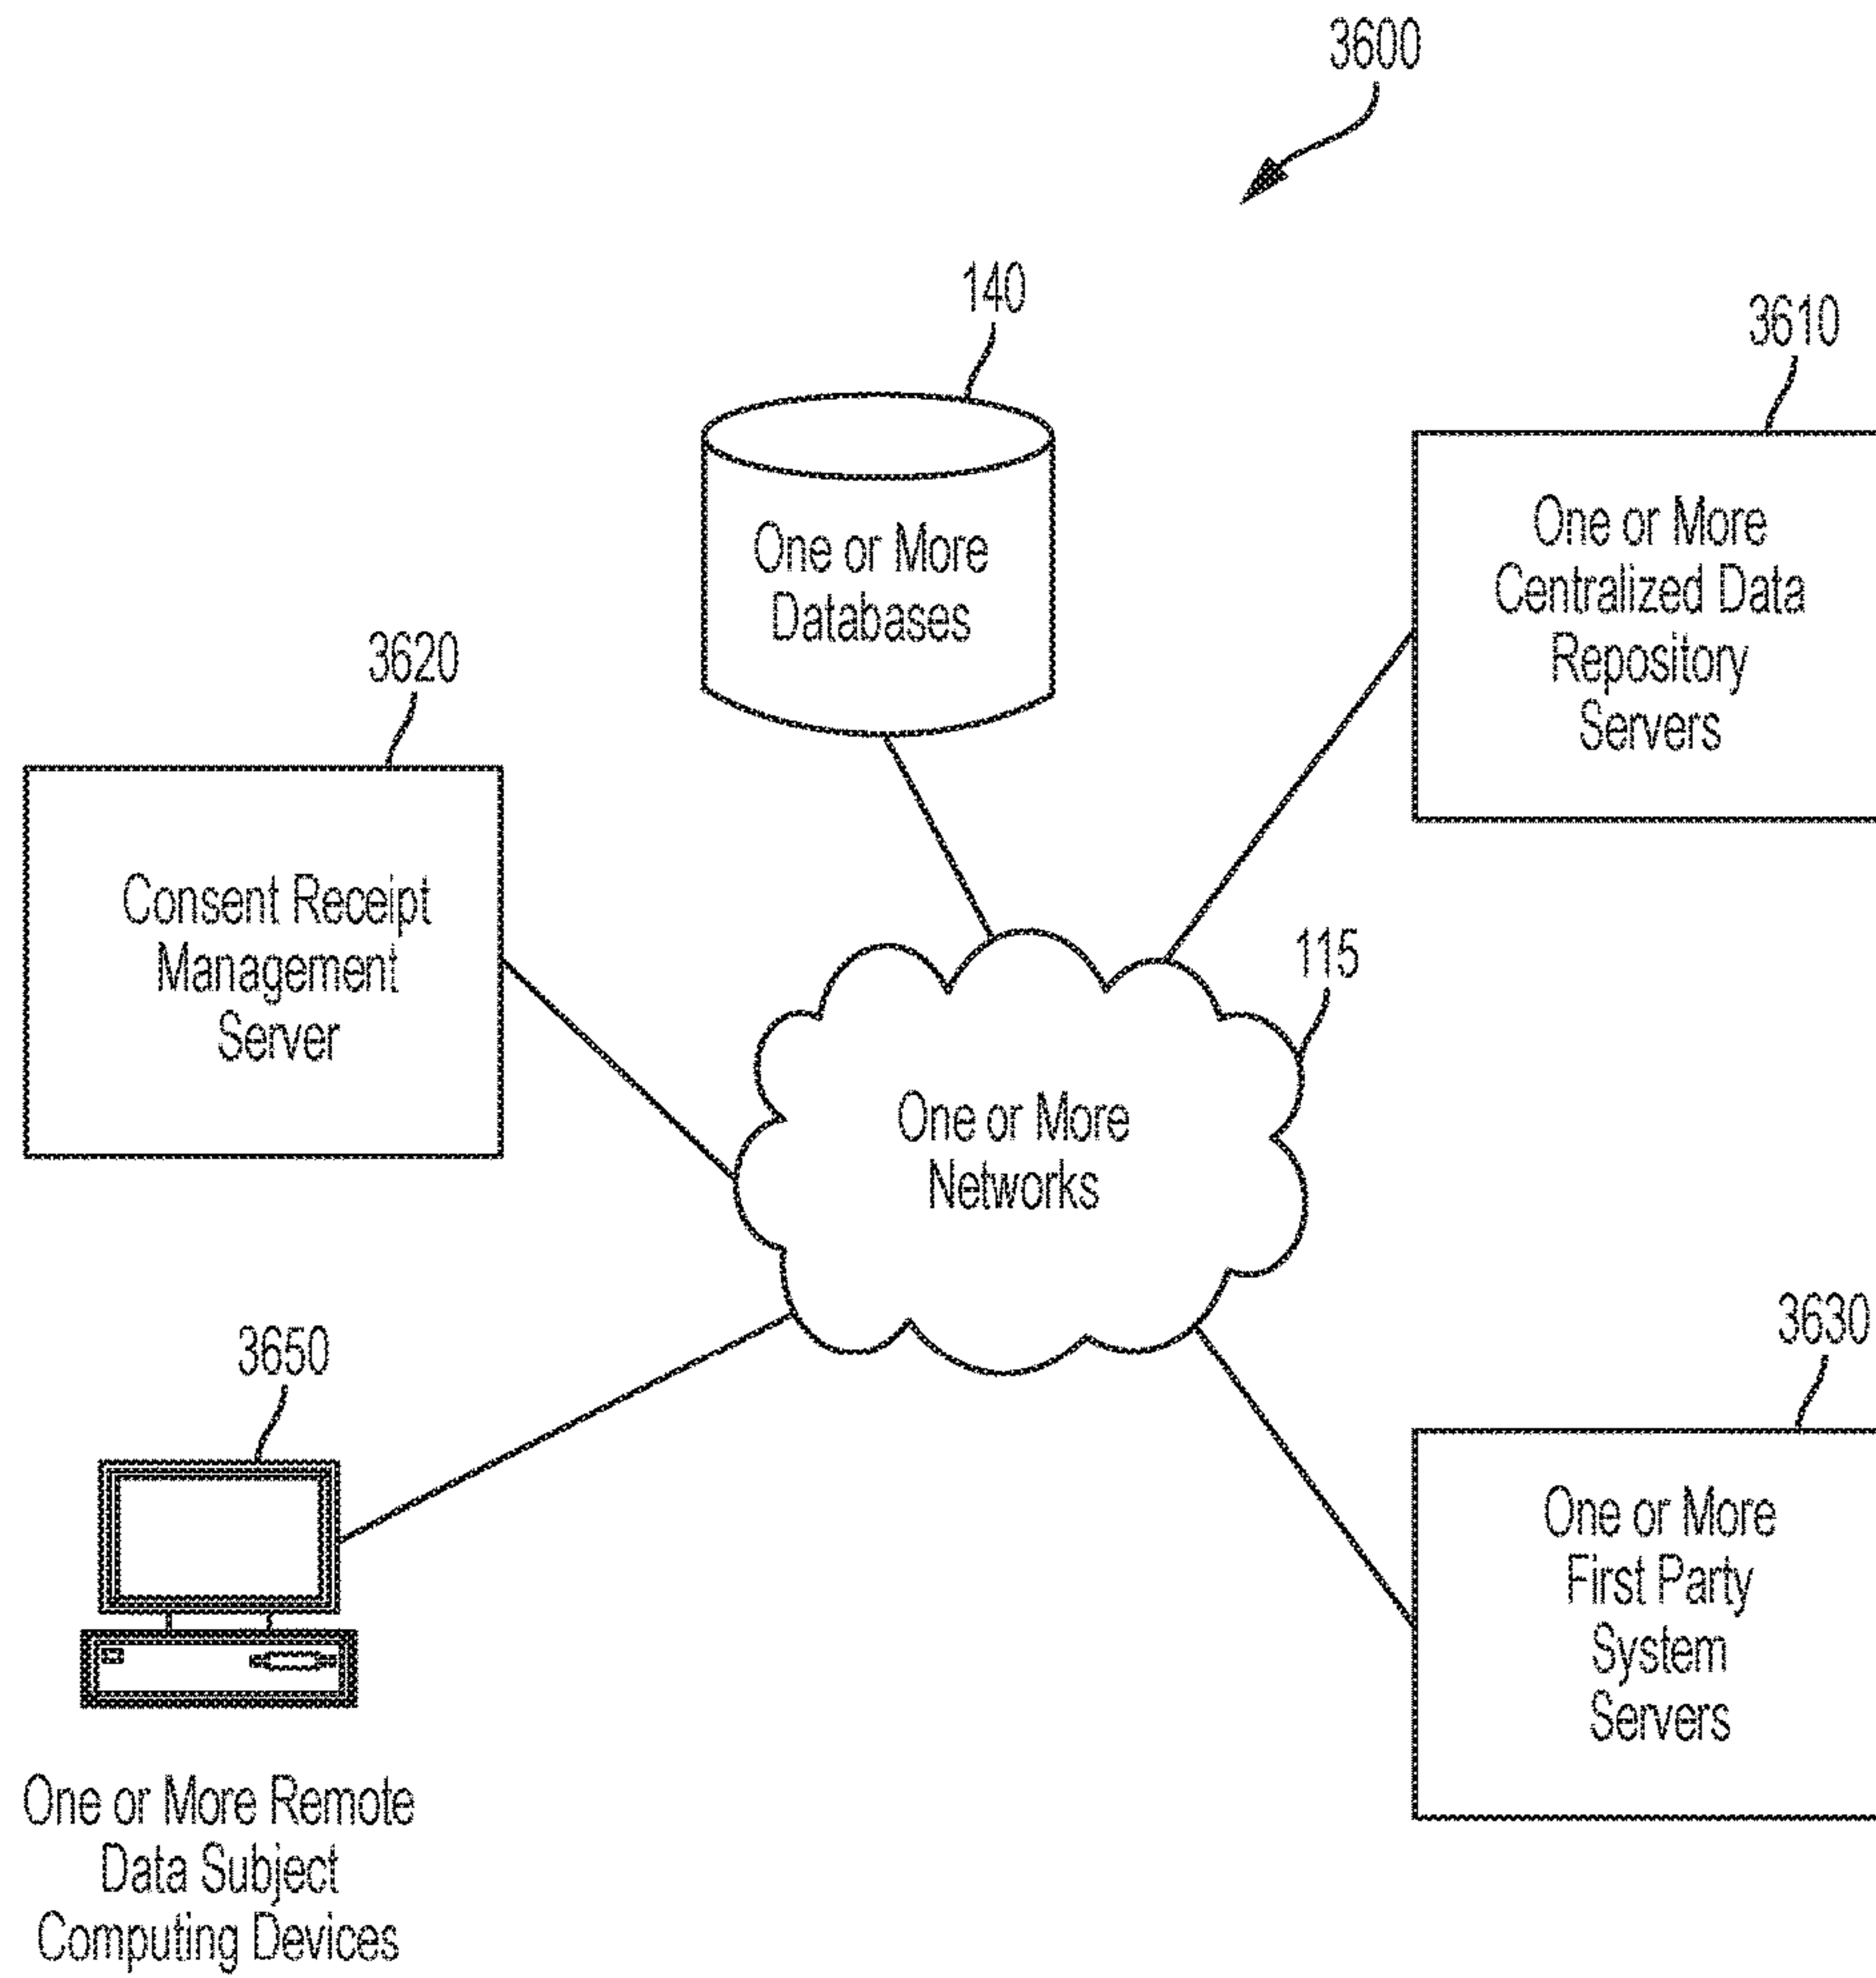 3600
140
One or More
Databases
3610
One or More
Centralized Data
Repository
Servers
3620
Consent Receipt
Management
Server
115
One or More
Networks
3650
One or More Remote
Data Subject
Computing Devices
3630
One or More
First Party
System
Servers